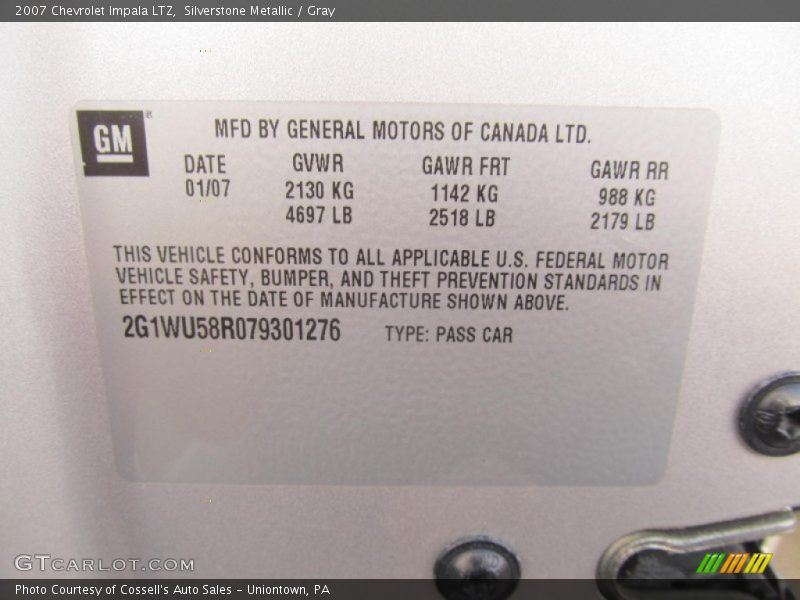 2007 Chevrolet Impala LTZ,  Silverstone Metallic / Gray
GM
MFD BY GENERAL MOTORS OF CANADA LTD.
DATE GVWR GAWR FRT GAWR RR
01/07 2130 KG 1142 KG 988 KG
4697 LB 2518 LB 2179 LB
THIS VEHICLE CONFORMS TO ALL APPLICABLE U.S. FEDERAL MOTOR
VEHICLE SAFETY, BUMPER, AND THEFT PREVENTION STANDARDS IN
EFFECT ON THE DATE OF MANUFACTURE SHOWN ABOVE.
2G1WU58R079301276 TYPE: PASS CAR
GTCARLOT.COM
Photo Courtesy of Cossell's Auto Sales - Uniontown, PA